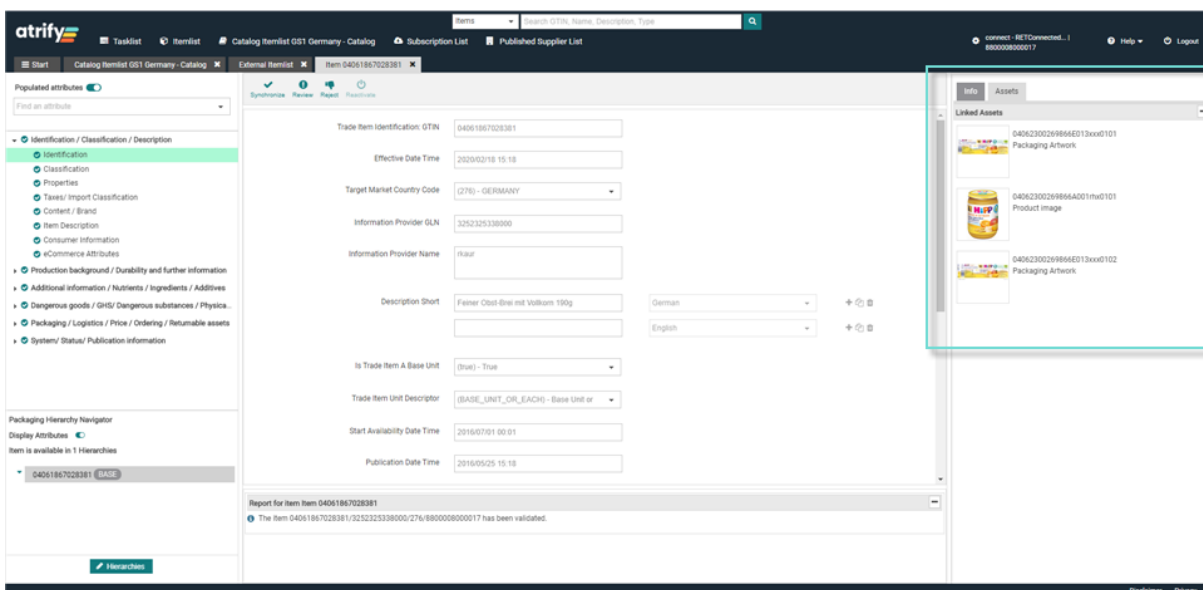 atrify
Items
Search GTIN, Name, Description, Type
Tasklist
Itemlist
Catalog Itemlist GS1 Germany - Catalog
Subscription List
Published Supplier List
connect - RETConnected... |
8800008000017
Help
Logout
Start
Catalog Itemlist GS1 Germany - Catalog
External Itemlist
Item 04061867028381
Populated attributes
Find an attribute
Identification / Classification / Description
Identification
Classification
Properties
Taxes/ Import Classification
Content / Brand
Item Description
Consumer Information
eCommerce Attributes
Production background / Durability and further information
Additional information / Nutrients / Ingredients / Additives
Dangerous goods / GHS/ Dangerous substances / Physica...
Packaging / Logistics / Price / Ordering / Returnable assets
System/ Status/ Publication information
Packaging Hierarchy Navigator
Display Attributes
Item is available in 1 Hierarchies
04061867028381 BASE
Hierarchies
Synchronize Review Reject Reactivate
Trade Item Identification: GTIN 04061867028381
Effective Date Time 2020/02/18 15:18
Target Market Country Code (276) - GERMANY
Information Provider GLN 3252325338000
Information Provider Name rkaur
Description Short Feiner Obst-Brei mit Vollkorn 190g German
English
Is Trade Item A Base Unit (true) - True
Trade Item Unit Descriptor (BASE_UNIT_OR_EACH) - Base Unit or
Start Availability Date Time 2016/07/01 00:01
Publication Date Time 2016/05/25 15:18
Report for item Item 04061867028381
The Item 04061867028381/3252325338000/276/8800008000017 has been validated.
Info
Assets
Linked Assets
04062300269866E013xxx0101
Packaging Artwork
04062300269866A001rhx0101
Product image
HiPP
04062300269866E013xxx0102
Packaging Artwork
Disclaimer
Privacy